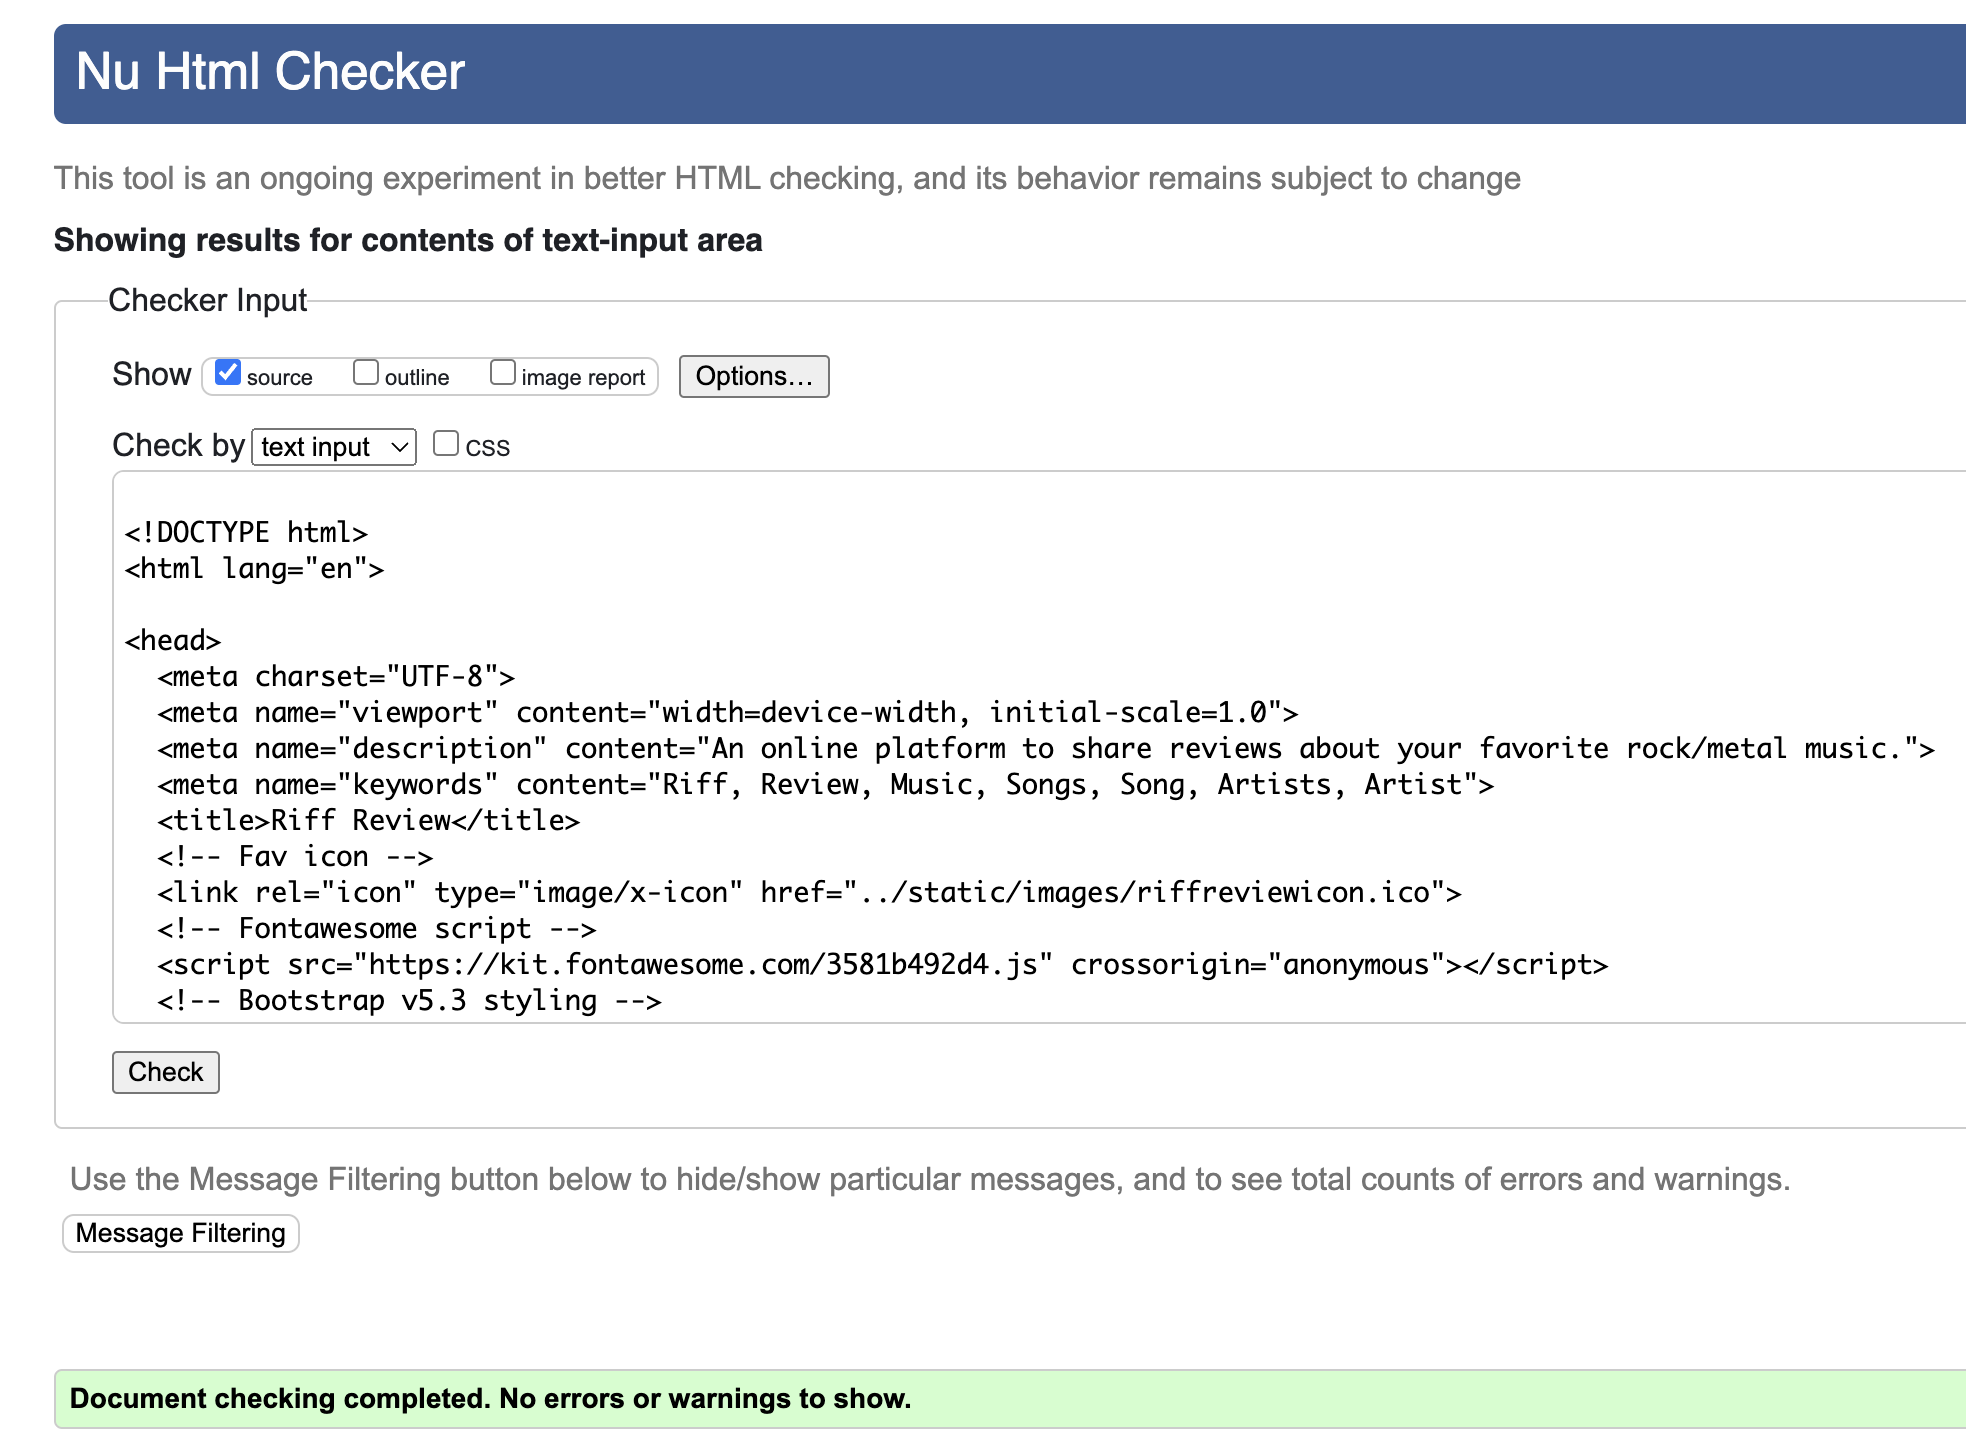 Nu Html Checker
This tool is an ongoing experiment in better HTML checking, and its behavior remains subject to change
Showing results for contents of text-input area
Checker Input
Show source outline image report Options...
Check by text input CSS
<!DOCTYPE html>
<html lang="en">
<head>
  <meta charset="UTF-8">
  <meta name="viewport" content="width=device-width, initial-scale=1.0">
  <meta name="description" content="An online platform to share reviews about your favorite rock/metal music.">
  <meta name="keywords" content="Riff, Review, Music, Songs, Song, Artists, Artist">
  <title>Riff Review</title>
  <!-- Fav icon -->
  <link rel="icon" type="image/x-icon" href="../static/images/riffreviewicon.ico">
  <!-- Fontawesome script -->
  <script src="https://kit.fontawesome.com/3581b492d4.js" crossorigin="anonymous"></script>
  <!-- Bootstrap v5.3 styling -->
Check
Use the Message Filtering button below to hide/show particular messages, and to see total counts of errors and warnings.
Message Filtering
Document checking completed. No errors or warnings to show.